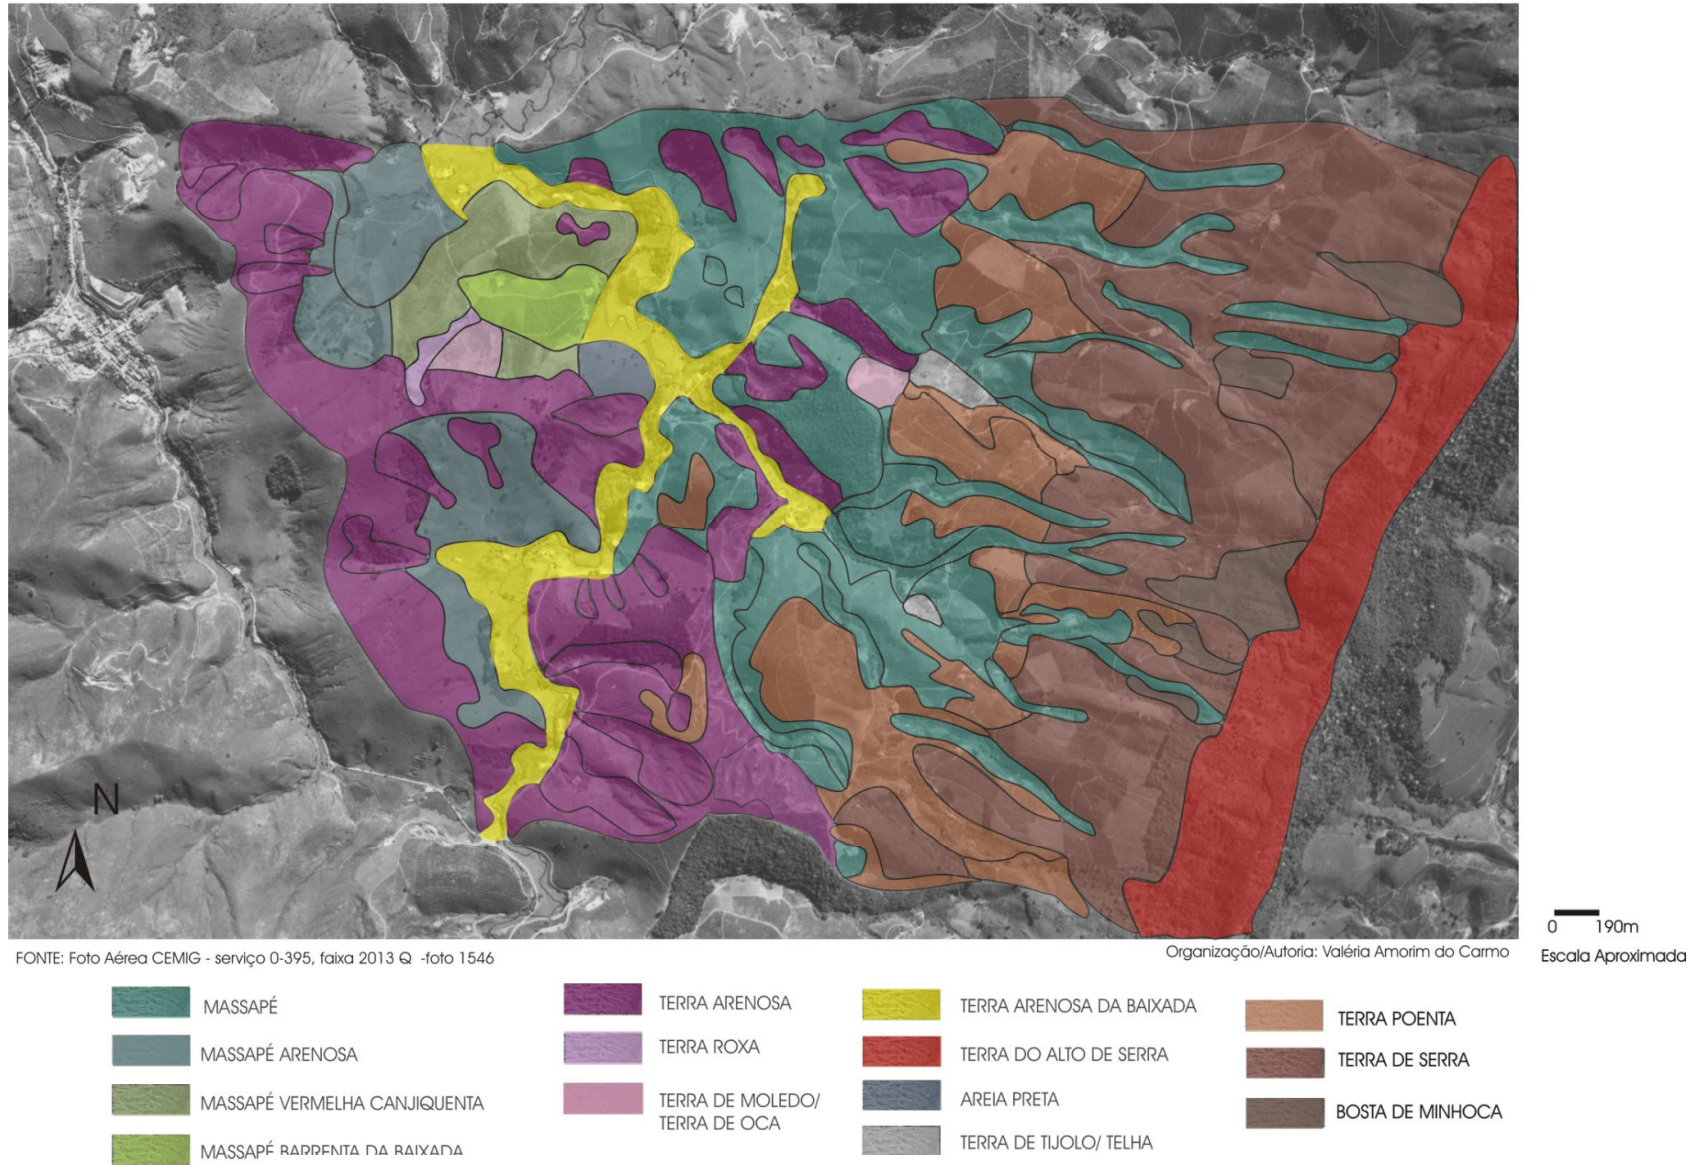 N
0 190m
Escala Aproximada
FONTE: Foto Aérea CEMIG - serviço 0-395, faixa 2013 Q -foto 1546
Organização/Autoria: Valéria Amorim do Carmo
MASSAPÉ
MASSAPÉ ARENOSA
MASSAPÉ VERMELHA CANJIQUENTA
MASSAPÉ BARRENTA DA BAIXADA
TERRA ARENOSA
TERRA ROXA
TERRA DE MOLEDO/
TERRA DE OCA
TERRA ARENOSA DA BAIXADA
TERRA DO ALTO DE SERRA
AREIA PRETA
TERRA DE TIJOLO/ TELHA
TERRA POENTA
TERRA DE SERRA
BOSTA DE MINHOCA